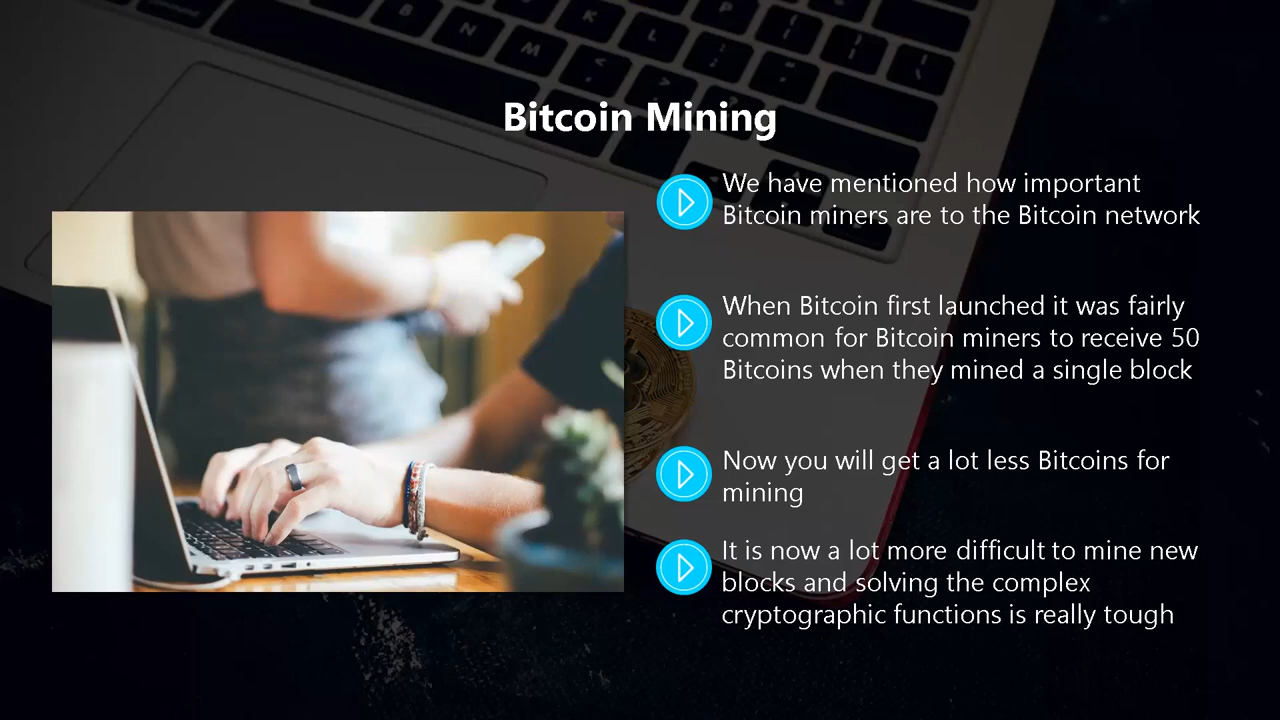 Bitcoin Mining
We have mentioned how important
Bitcoin miners are to the Bitcoin network
When Bitcoin first launched it was fairly
common for Bitcoin miners to receive 50
Bitcoins when they mined a single block
Now you will get a lot less Bitcoins for
mining
It is now a lot more difficult to mine new
blocks and solving the complex
cryptographic functions is really tough